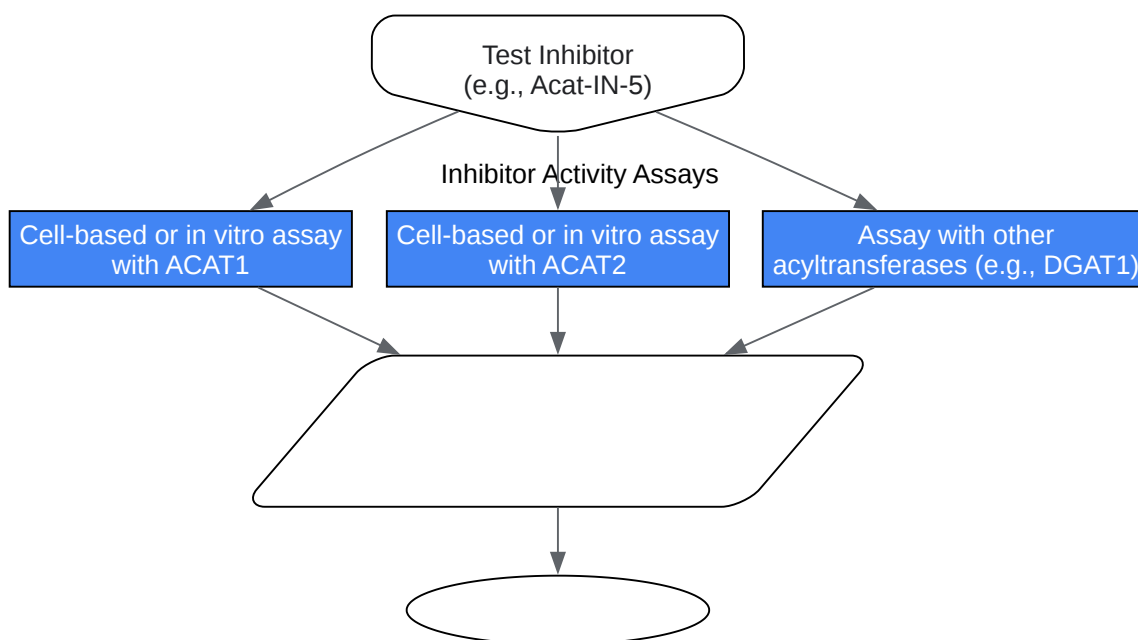 Test Inhibitor
(e.g., Acat-IN-5)
Inhibitor Activity Assays
Cell-based or in vitro assay
with ACAT1
Cell-based or in vitro assay
with ACAT2
Assay with other
acyltransferases (e.g., DGAT1)